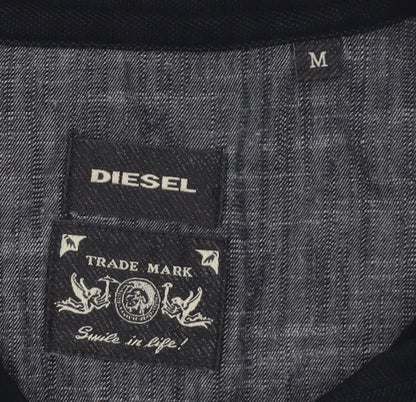 M
DIESEL
TRADE MARK
Smile in life!